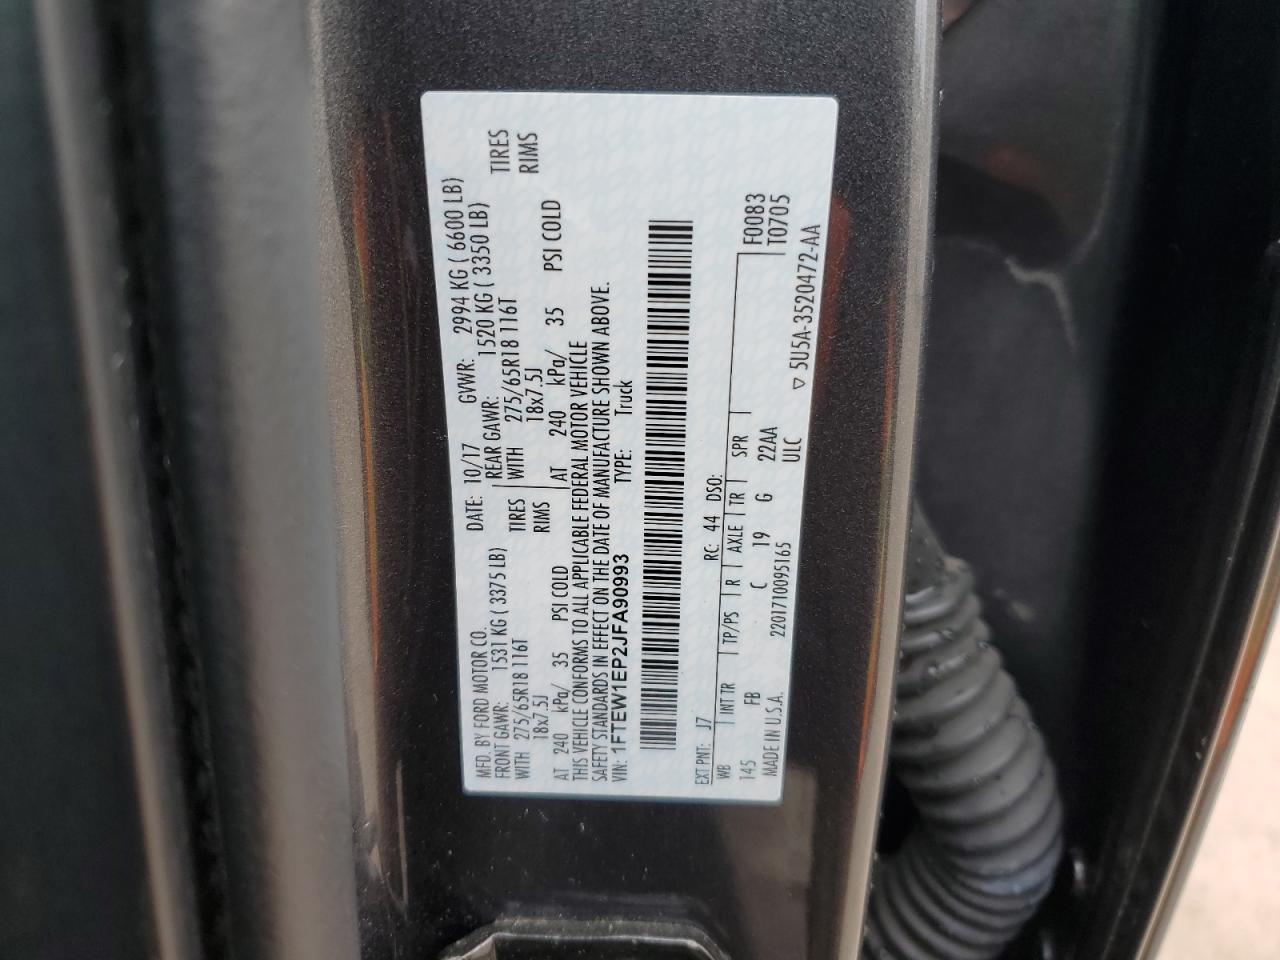 MFD. BY FORD MOTOR CO.
DATE: 10/17 GVWR: 2994 KG ( 6600 LB)
FRONT GAWR: 1531 KG ( 3375 LB) REAR GAWR: 1520 KG ( 3350 LB)
WITH 275/65R18 116T TIRES WITH 275/65R18 116T TIRES
18x7.5J RIMS 18x7.5J RIMS
AT 240 kPa/ 35 PSI COLD AT 240 kPa/ 35 PSI COLD
THIS VEHICLE CONFORMS TO ALL APPLICABLE FEDERAL MOTOR VEHICLE
SAFETY STANDARDS IN EFFECT ON THE DATE OF MANUFACTURE SHOWN ABOVE.
VIN: 1FTEW1EP2JFA90993 TYPE: Truck
EXT PNT: J7 RC: 44 DSO: F0083
WB INT TR TP/PS R AXLE TR SPR T0705
145 FB C 19 G 22AA
MADE IN U.S.A. 2201710095165 ULC ▽ 5U5A-3520472-AA